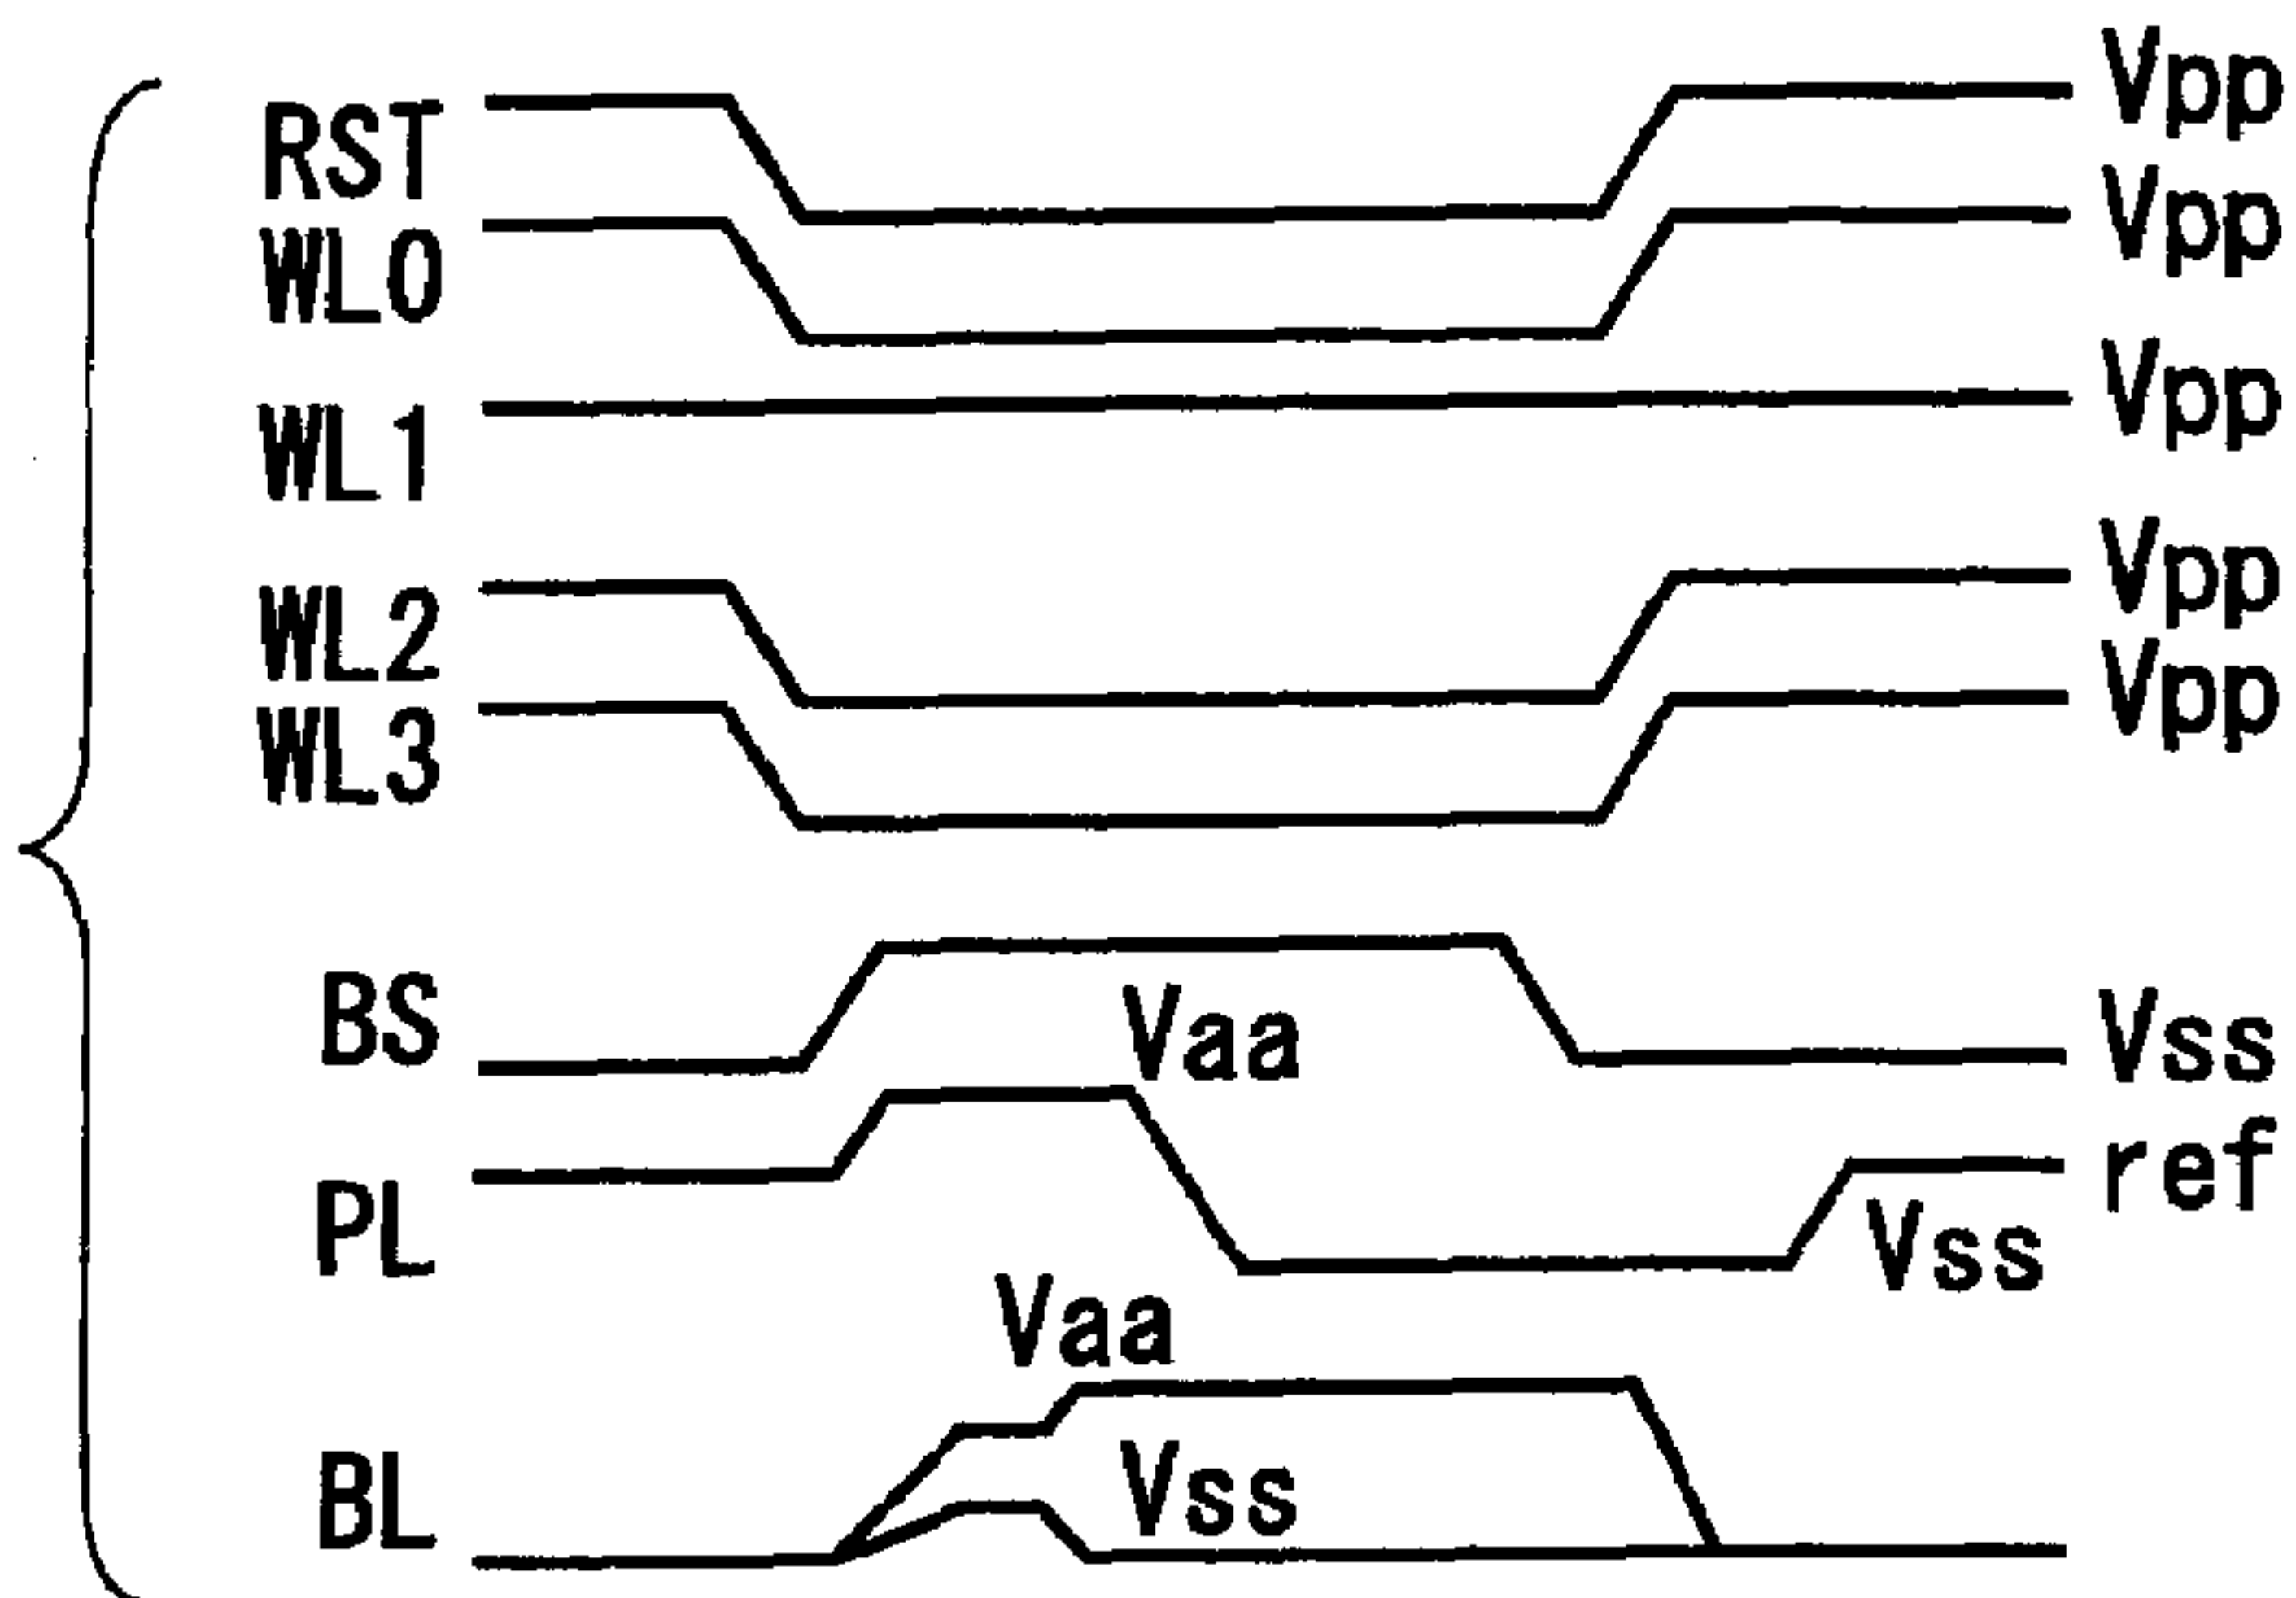 RST Vpp
WL0 Vpp
WL1 Vpp
WL2 Vpp
WL3 Vpp
BS Vaa Vss
PL ref
Vss
Vaa
BL Vss